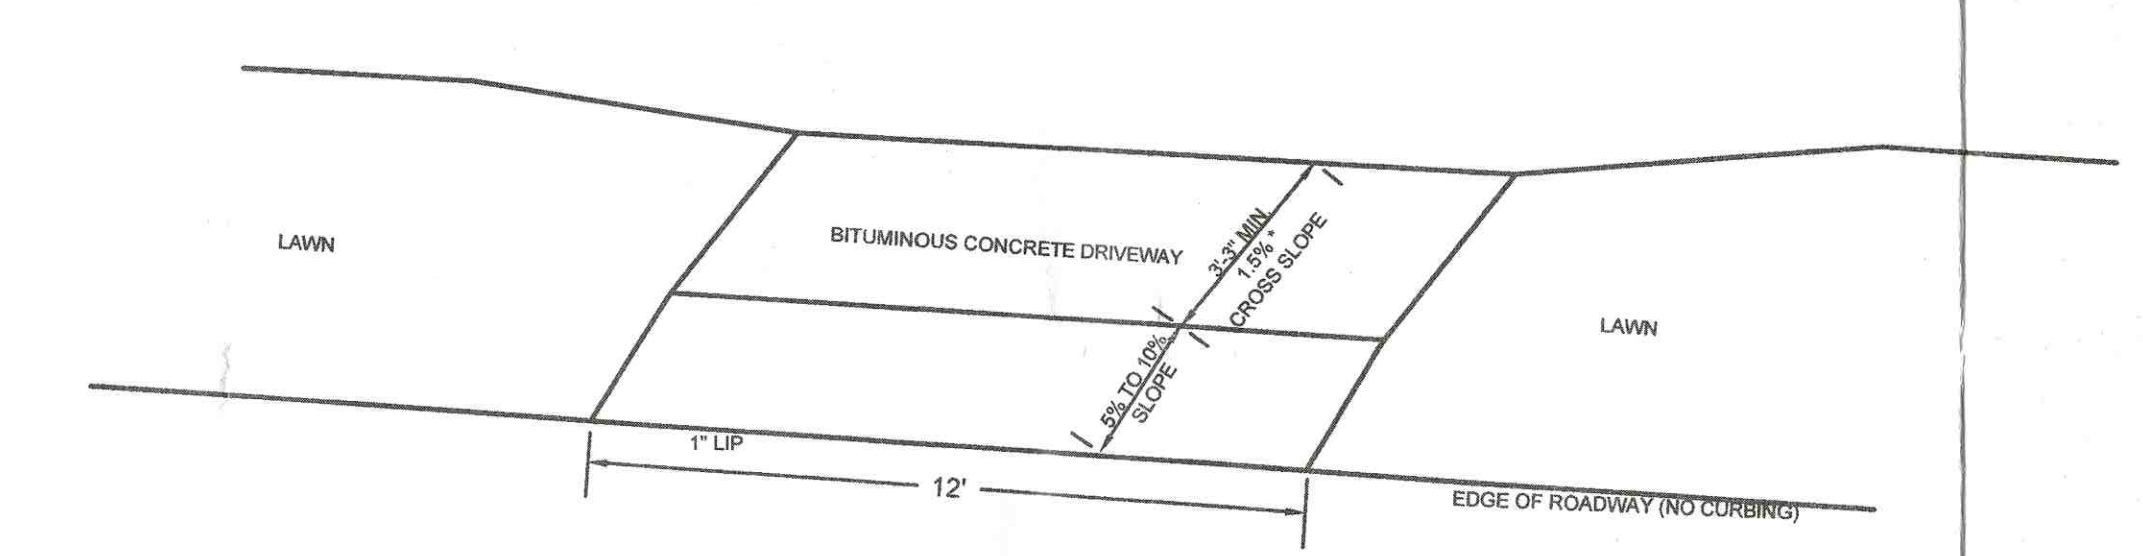 LAWN
BITUMINOUS CONCRETE DRIVEWAY
3'-3" MIN.
1.5% *
CROSS SLOPE
LAWN
5% TO 10%
SLOPE
1" LIP
12'
EDGE OF ROADWAY (NO CURBING)